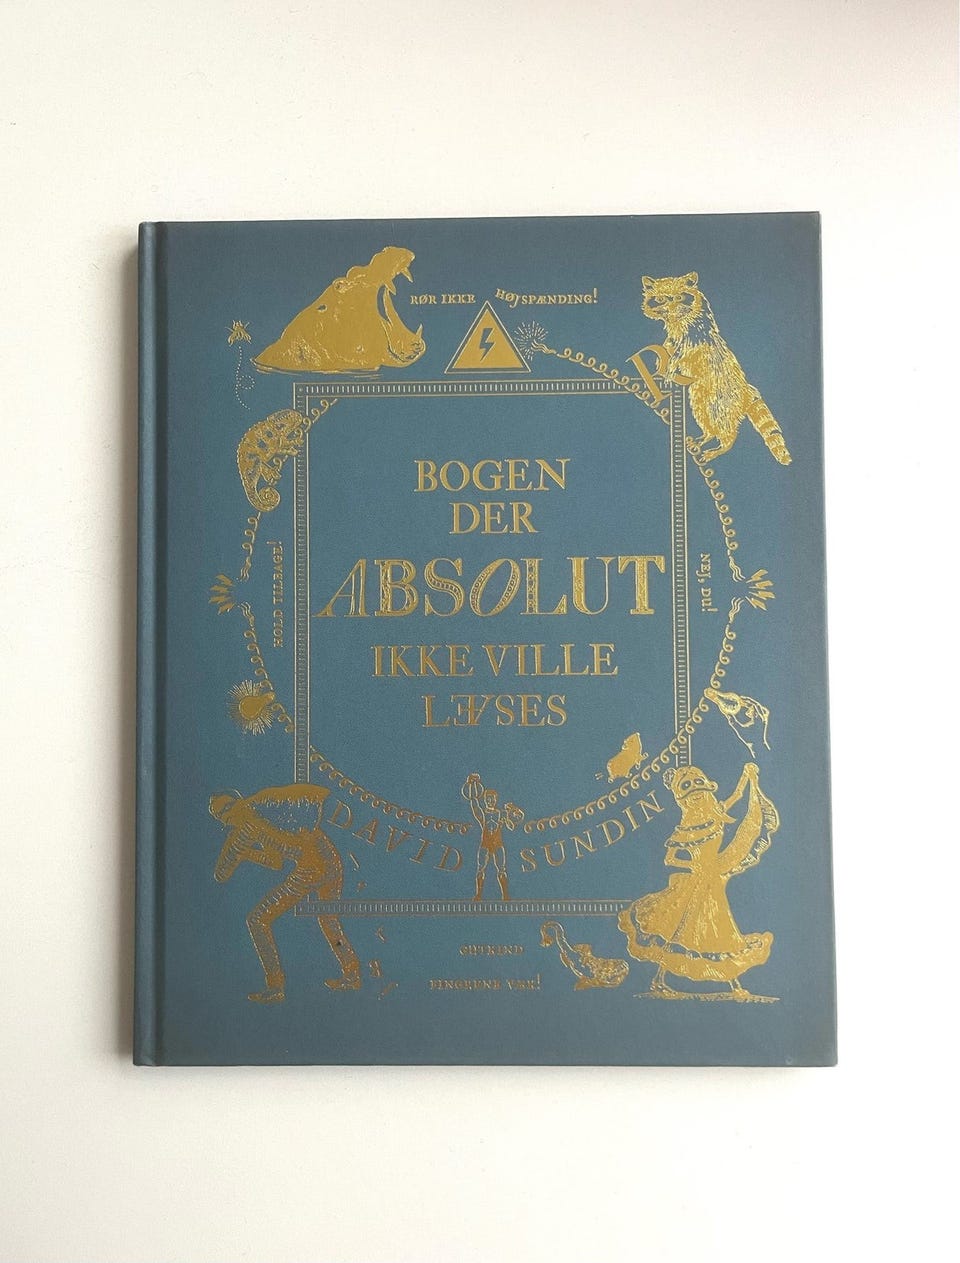 RØR IKKE HØJSPÆNDING!
R
BOGEN
DER
ABSOLUT
IKKE VILLE
LÆSES
HOLD TILBAGE!
NEJ, DU!
DAVID SUNDIN
FINGRENE VÆK!